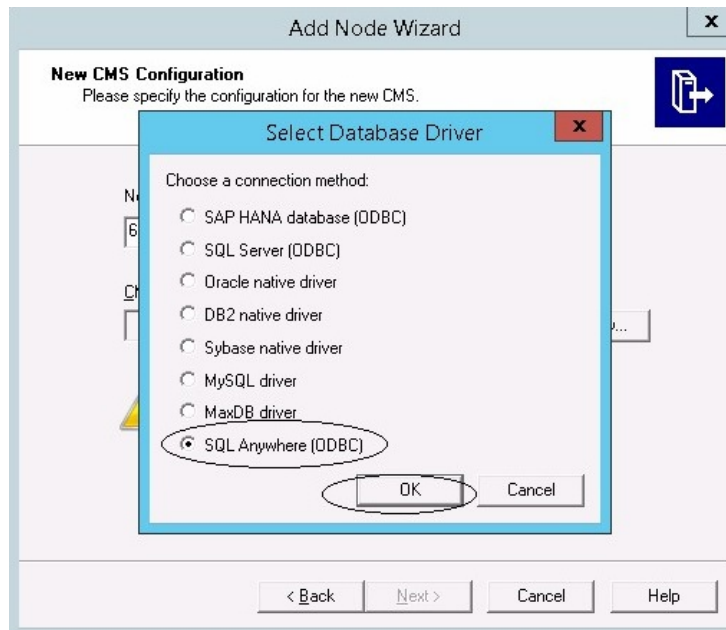 Add Node Wizard
x
New CMS Configuration
Please specify the configuration for the new CMS.
Select Database Driver
x
Choose a connection method:
SAP HANA database (ODBC)
SQL Server (ODBC)
Oracle native driver
DB2 native driver
Sybase native driver
MySQL driver
MaxDB driver
SQL Anywhere (ODBC)
OK
Cancel
< Back
Next >
Cancel
Help